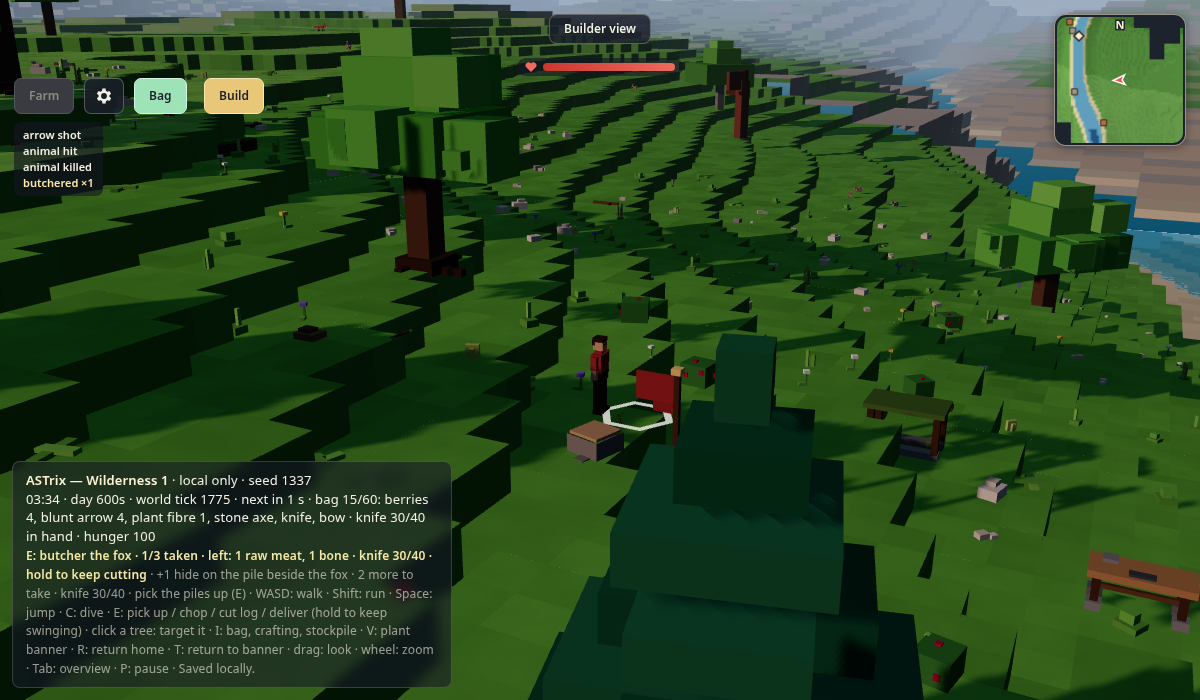 Builder view
N
Farm
Bag
Build
arrow shot
animal hit
animal killed
butchered ×1
ASTrix — Wilderness 1 · local only · seed 1337
03:34 · day 600s · world tick 1775 · next in 1 s · bag 15/60: berries
4, blunt arrow 4, plant fibre 1, stone axe, knife, bow · knife 30/40
in hand · hunger 100
E: butcher the fox · 1/3 taken · left: 1 raw meat, 1 bone · knife 30/40 ·
hold to keep cutting · +1 hide on the pile beside the fox · 2 more to
take · knife 30/40 · pick the piles up (E) · WASD: walk · Shift: run · Space:
jump · C: dive · E: pick up / chop / cut log / deliver (hold to keep
swinging) · click a tree: target it · I: bag, crafting, stockpile · V: plant
banner · R: return home · T: return to banner · drag: look · wheel: zoom
· Tab: overview · P: pause · Saved locally.